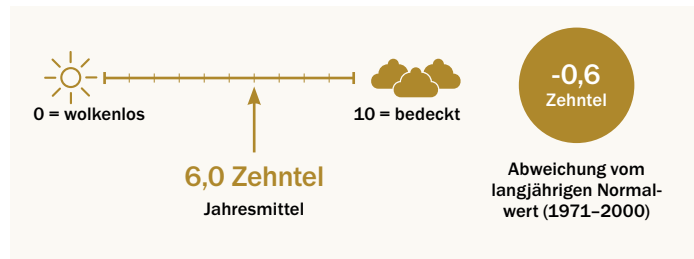 0 = wolkenlos
10 = bedeckt
6,0 Zehntel
Jahresmittel
-0,6
Zehntel
Abweichung vom
langjährigen Normal-
wert (1971–2000)